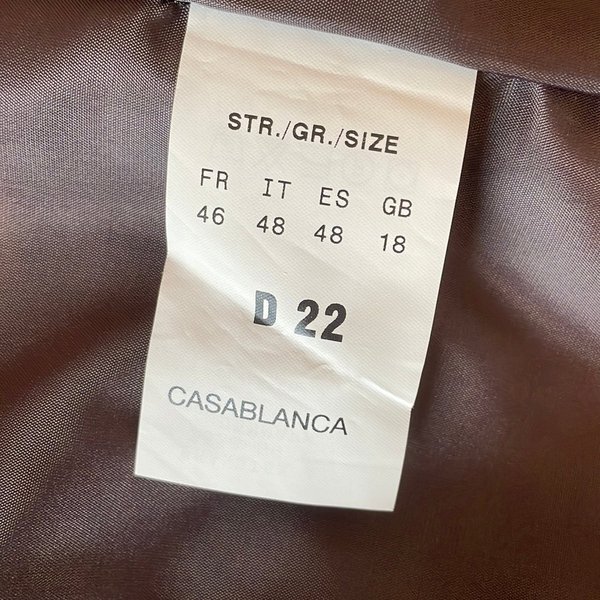 STR./GR./SIZE
FR IT ES GB
46 48 48 18
D 22
CASABLANCA